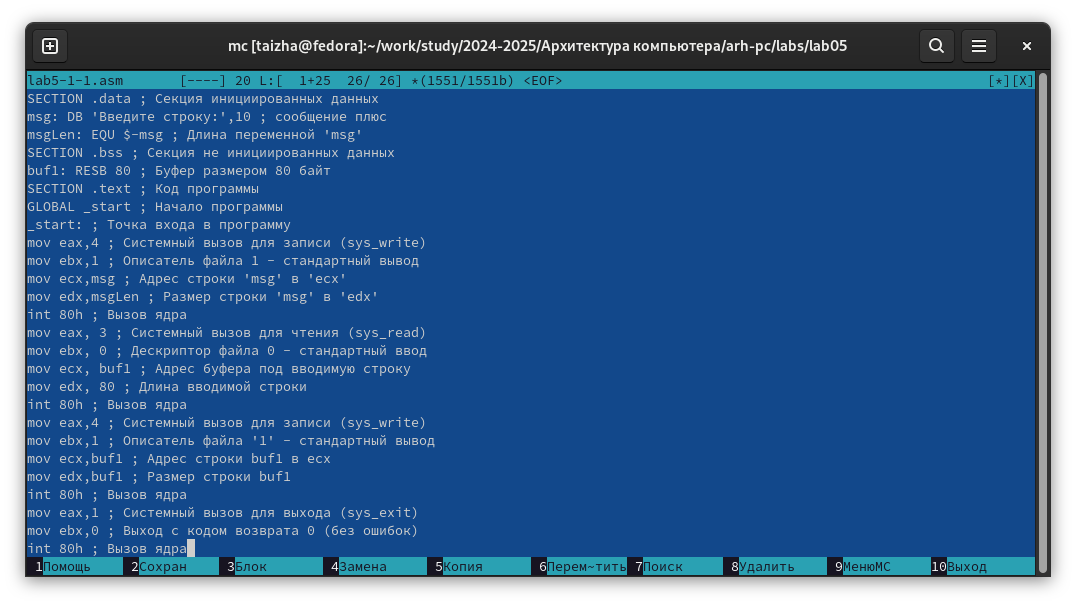 mc [taizha@fedora]:~/work/study/2024-2025/Архитектура компьютера/arh-pc/labs/lab05
lab5-1-1.asm [----] 20 L:[ 1+25 26/ 26] *(1551/1551b) <EOF> [*][X]
SECTION .data ; Секция инициированных данных
msg: DB 'Введите строку:',10 ; сообщение плюс
msgLen: EQU $-msg ; Длина переменной 'msg'
SECTION .bss ; Секция не инициированных данных
buf1: RESB 80 ; Буфер размером 80 байт
SECTION .text ; Код программы
GLOBAL _start ; Начало программы
_start: ; Точка входа в программу
mov eax,4 ; Системный вызов для записи (sys_write)
mov ebx,1 ; Описатель файла 1 - стандартный вывод
mov ecx,msg ; Адрес строки 'msg' в 'ecx'
mov edx,msgLen ; Размер строки 'msg' в 'edx'
int 80h ; Вызов ядра
mov eax, 3 ; Системный вызов для чтения (sys_read)
mov ebx, 0 ; Дескриптор файла 0 - стандартный ввод
mov ecx, buf1 ; Адрес буфера под вводимую строку
mov edx, 80 ; Длина вводимой строки
int 80h ; Вызов ядра
mov eax,4 ; Системный вызов для записи (sys_write)
mov ebx,1 ; Описатель файла '1' - стандартный вывод
mov ecx,buf1 ; Адрес строки buf1 в ecx
mov edx,buf1 ; Размер строки buf1
int 80h ; Вызов ядра
mov eax,1 ; Системный вызов для выхода (sys_exit)
mov ebx,0 ; Выход с кодом возврата 0 (без ошибок)
int 80h ; Вызов ядра
1Помощь 2Сохран 3Блок 4Замена 5Копия 6Перем~тить 7Поиск 8Удалить 9МенюMC 10Выход